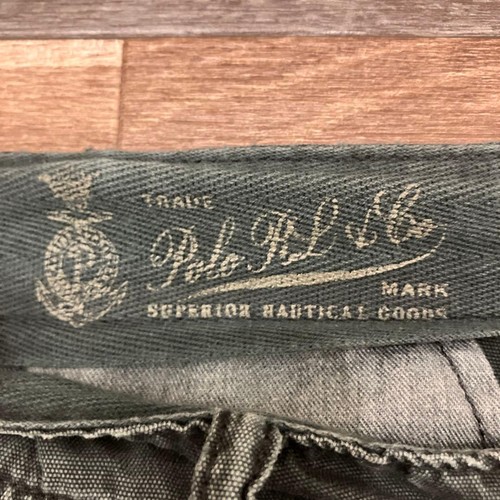 TRADE
Polo RL & Co
MARK
SUPERIOR NAUTICAL GOODS